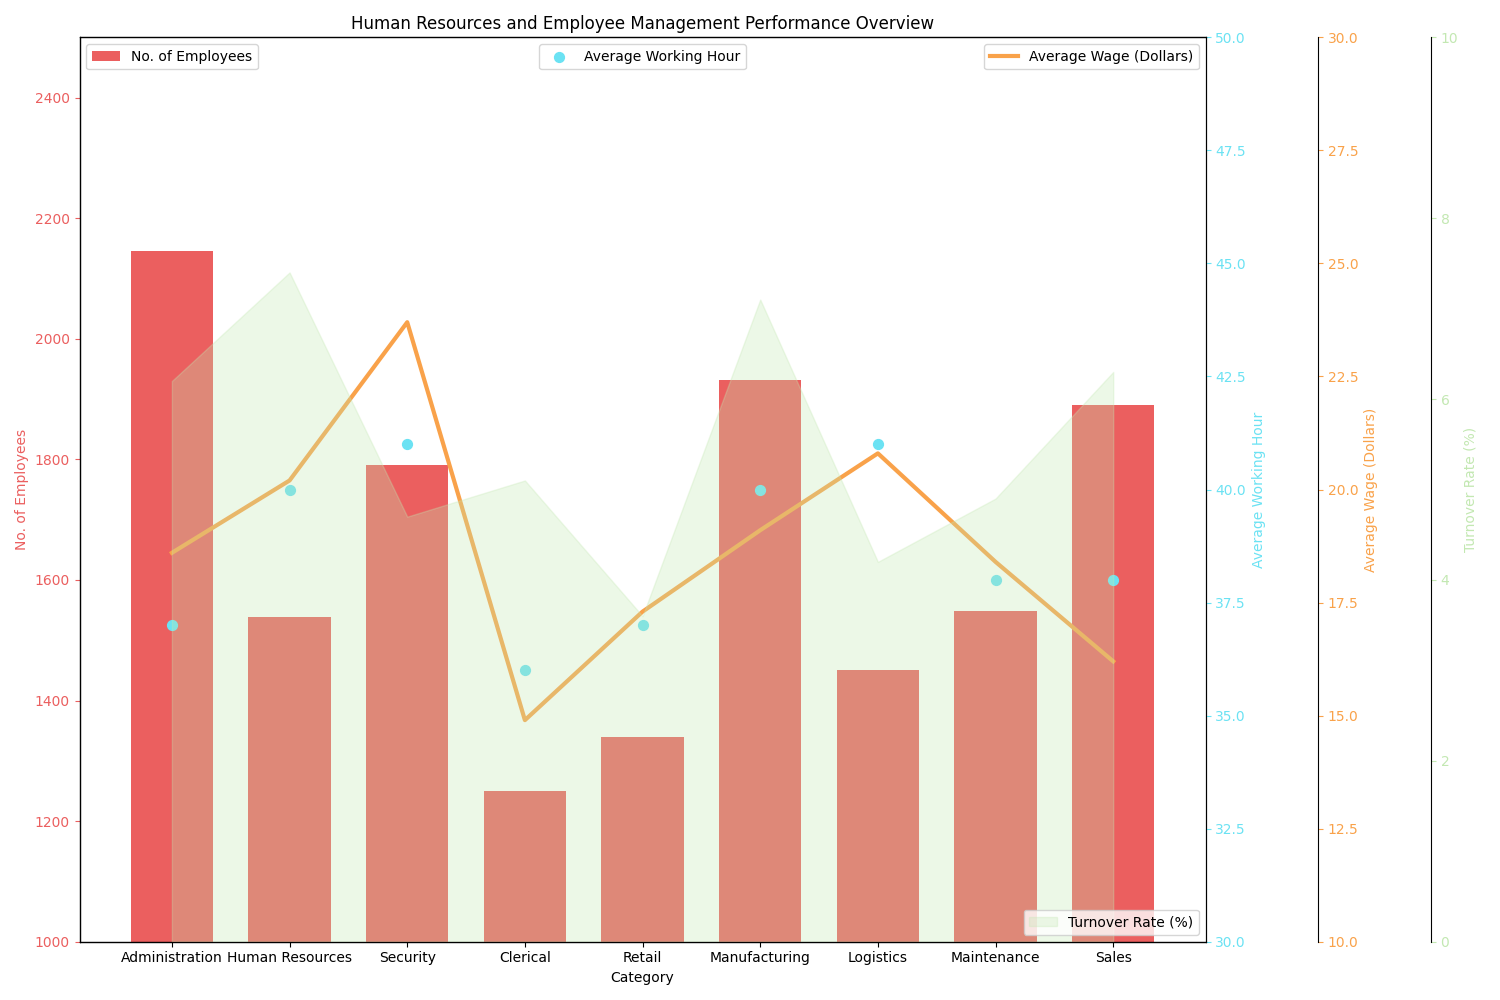 Human Resources and Employee Management Performance Overview
No. of Employees
Average Working Hour
Average Wage (Dollars)
Turnover Rate (%)
No. of Employees
2400
2200
2000
1800
1600
1400
1200
1000
50.0
47.5
45.0
42.5
40.0
37.5
35.0
32.5
30.0
Average Working Hour
30.0
27.5
25.0
22.5
20.0
17.5
15.0
12.5
10.0
Average Wage (Dollars)
10
8
6
4
2
0
Turnover Rate (%)
Administration Human Resources Security Clerical Retail Manufacturing Logistics Maintenance Sales
Category